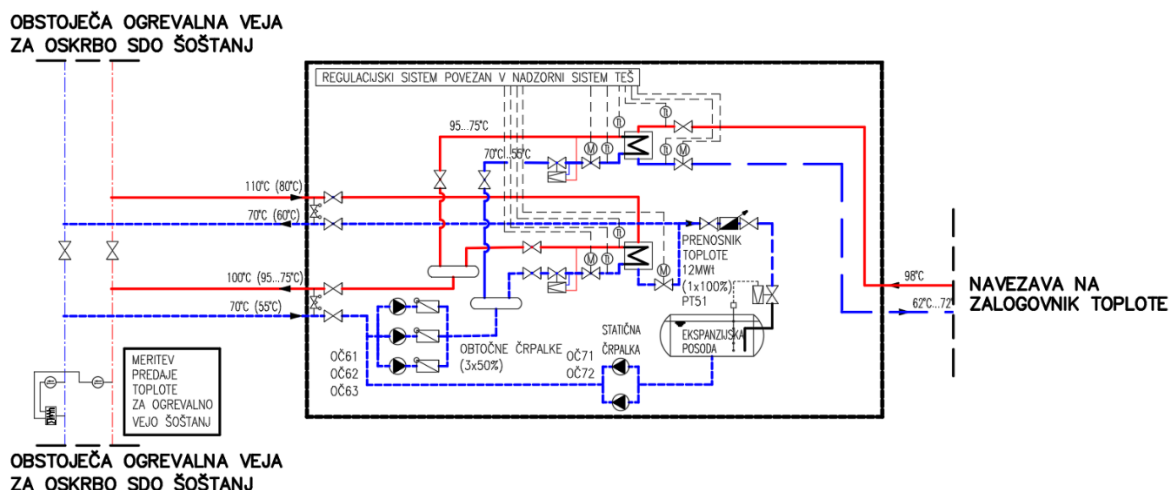 OBSTOJEČA OGREVALNA VEJA
ZA OSKRBO SDO ŠOŠTANJ
REGULACIJSKI SISTEM POVEZAN V NADZORNI SISTEM TEŠ
95...75°C
70°C...55°C
110°C (80°C)
70°C (60°C)
100°C (95...75°C)
70°C (55°C)
PRENOSNIK
TOPLOTE
12MWt
(1x100%)
PT51
98°C
62°C...72
NAVEZAVA NA
ZALOGOVNIK TOPLOTE
OČ61
OČ62
OČ63
OBTOČNE ČRPALKE
(3x50%)
STATIČNA
ČRPALKA
OČ71
OČ72
EKSPANZIJSKA
POSODA
MERITEV
PREDAJE
TOPLOTE
ZA OGREVALNO
VEJO ŠOŠTANJ
M
M
M
M
OBSTOJEČA OGREVALNA VEJA
ZA OSKRBO SDO ŠOŠTANJ